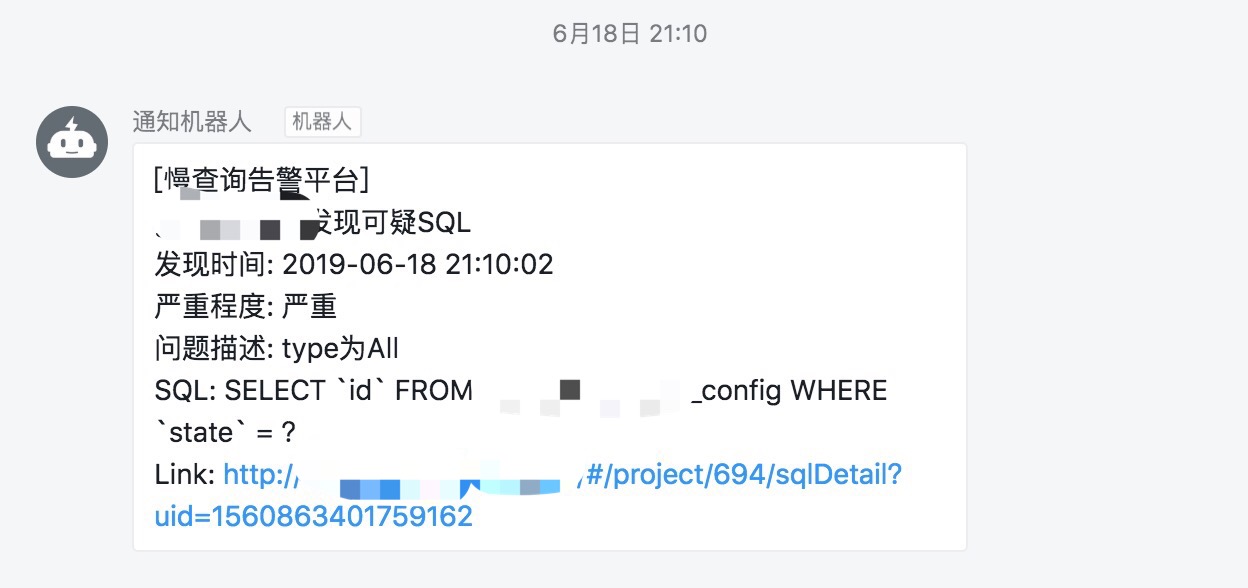 6月18日 21:10
通知机器人 机器人
[慢查询告警平台]
发现可疑SQL
发现时间: 2019-06-18 21:10:02
严重程度: 严重
问题描述: type为All
SQL: SELECT `id` FROM _config WHERE
`state` = ?
Link: http:/ /#/project/694/sqlDetail?
uid=1560863401759162